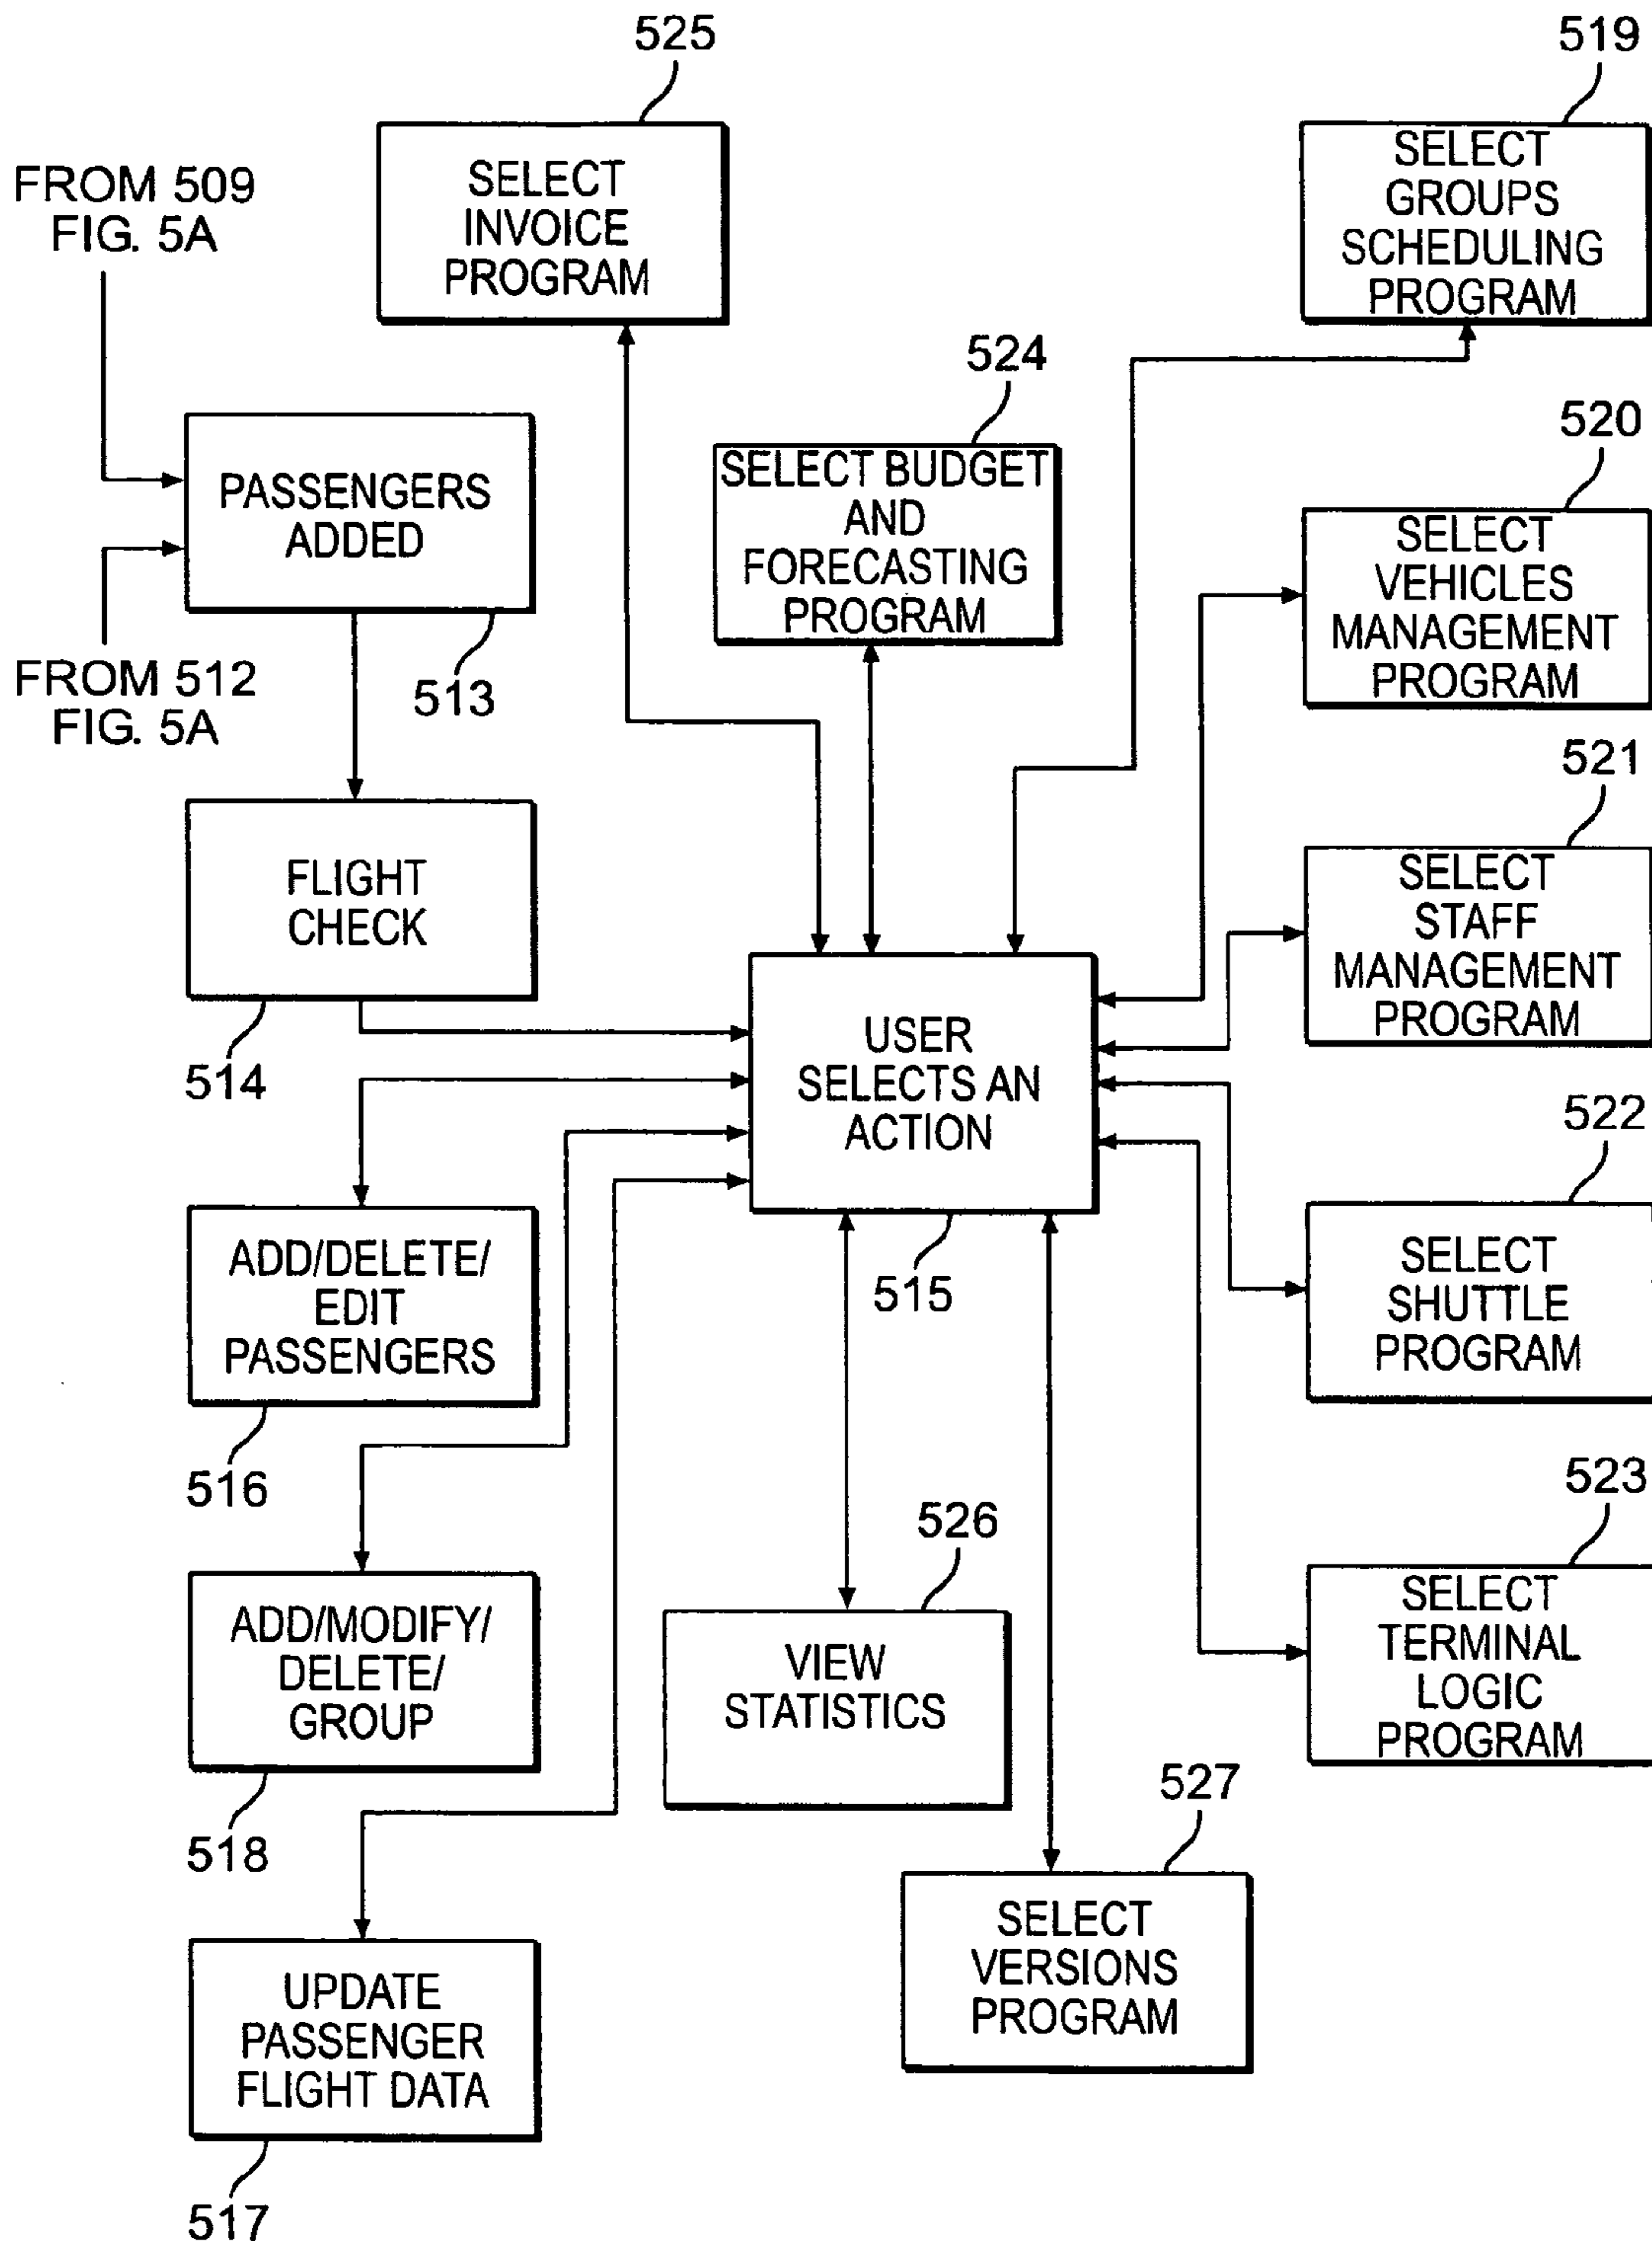 525
519
SELECT
INVOICE
PROGRAM
SELECT
GROUPS
SCHEDULING
PROGRAM
FROM 509
FIG. 5A
524
520
PASSENGERS
ADDED
SELECT BUDGET
AND
FORECASTING
PROGRAM
SELECT
VEHICLES
MANAGEMENT
PROGRAM
FROM 512
FIG. 5A
513
521
FLIGHT
CHECK
SELECT
STAFF
MANAGEMENT
PROGRAM
514
USER
SELECTS AN
ACTION
522
515
ADD/DELETE/
EDIT
PASSENGERS
SELECT
SHUTTLE
PROGRAM
516
526
523
ADD/MODIFY/
DELETE/
GROUP
VIEW
STATISTICS
SELECT
TERMINAL
LOGIC
PROGRAM
518
527
UPDATE
PASSENGER
FLIGHT DATA
SELECT
VERSIONS
PROGRAM
517